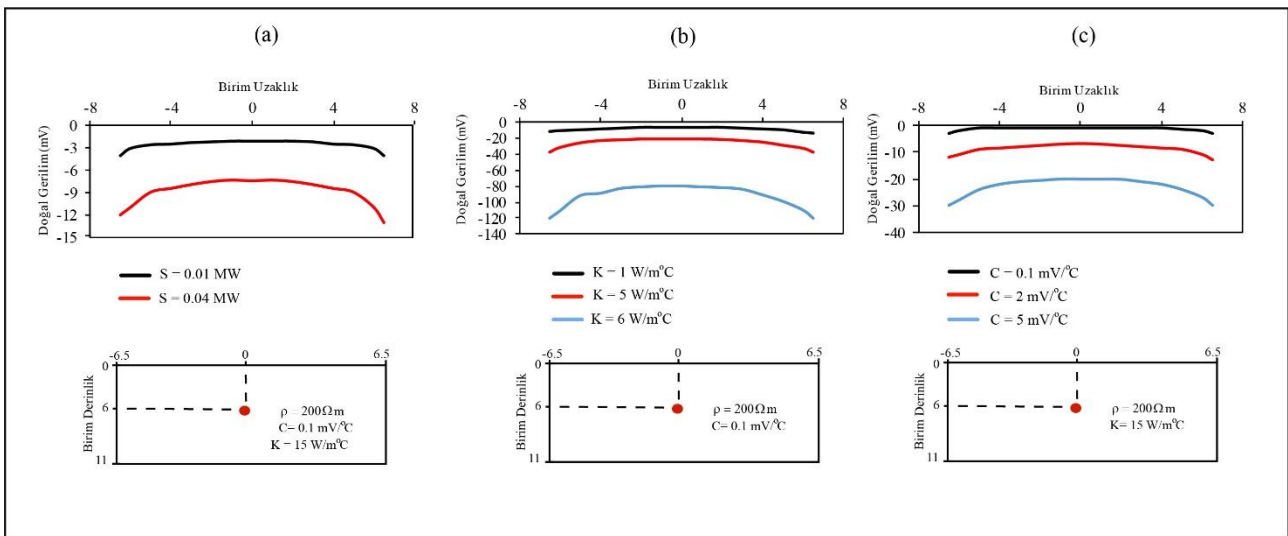 (a)
Birim Uzaklık
-8 -4 0 4 8
Doğal Gerilim (mV)
0
-3
-6
-9
-12
-15
S = 0.01 MW
S = 0.04 MW
-6.5 0 6.5
Birim Derinlik
0
6
11
ρ = 200Ωm
C= 0.1 mV/°C
K = 15 W/m°C
(b)
Birim Uzaklık
-8 -4 0 4 8
Doğal Gerilim (mV)
0
-20
-40
-60
-80
-100
-120
-140
K = 1 W/m°C
K = 5 W/m°C
K = 6 W/m°C
-6.5 0 6.5
Birim Derinlik
0
6
11
ρ = 200Ωm
C= 0.1 mV/°C
(c)
Birim Uzaklık
-8 -4 0 4 8
Doğal Gerilim (mV)
0
-10
-20
-30
-40
C = 0.1 mV/°C
C = 2 mV/°C
C = 5 mV/°C
-6.5 0 6.5
Birim Derinlik
0
6
11
ρ = 200Ωm
K= 15 W/m°C